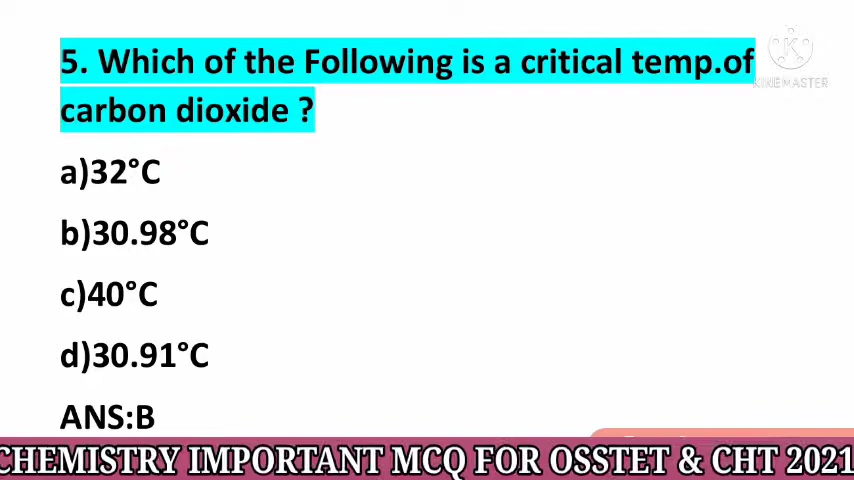 5. Which of the Following is a critical temp.of
carbon dioxide ?
a)32°C
b)30.98°C
c)40°C
d)30.91°C
ANS:B
KINEMASTER
CHEMISTRY IMPORTANT MCQ FOR OSSTET & CHT 2021